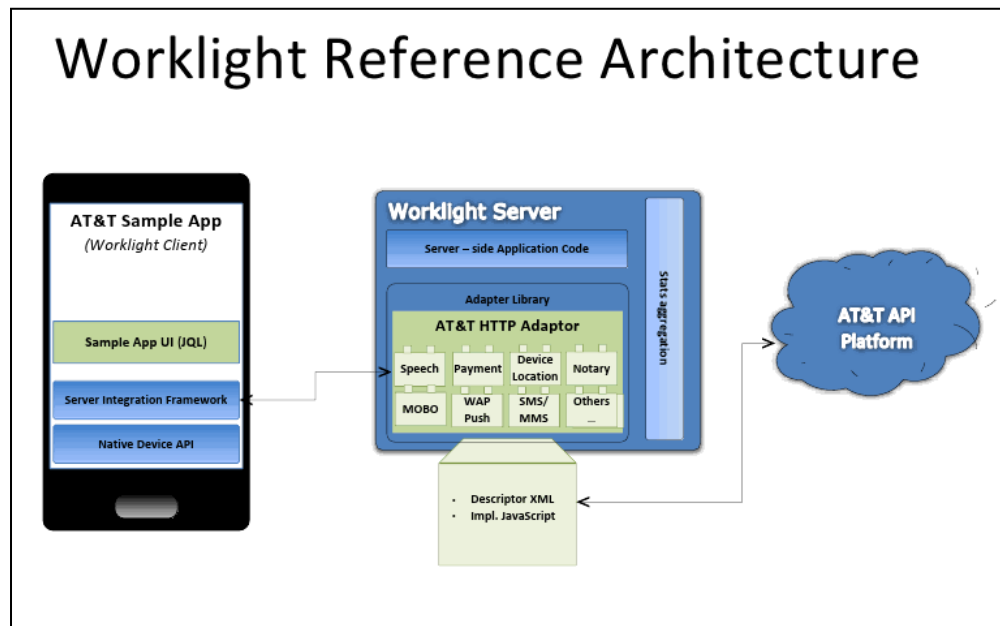 Worklight Reference Architecture
AT&T Sample App
(Worklight Client)
Sample App UI (JQL)
Server Integration Framework
Native Device API
Worklight Server
Server – side Application Code
Adapter Library
AT&T HTTP Adaptor
Speech
Payment
Device
Location
Notary
MOBO
WAP
Push
SMS/
MMS
Others
...
Stats aggregation
• Descriptor XML
• Impl. JavaScript
AT&T API
Platform